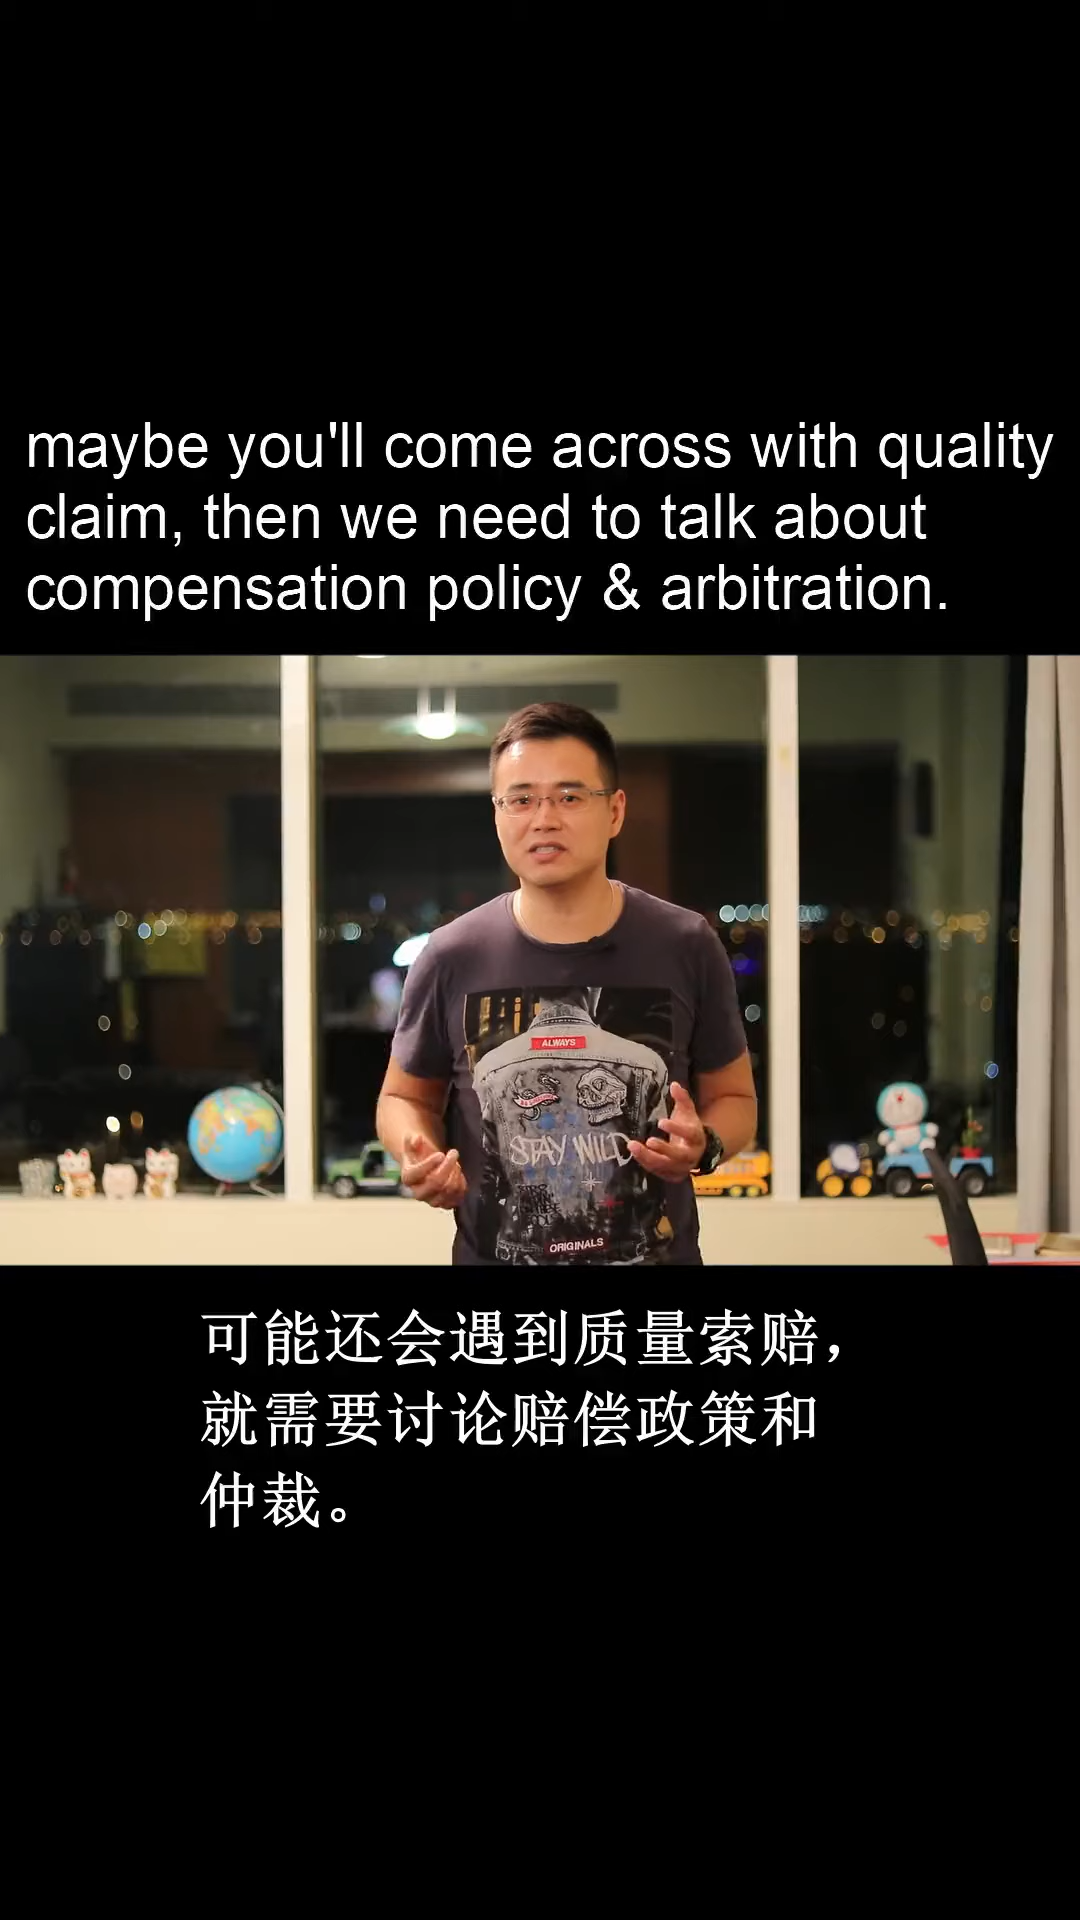 maybe you'll come across with quality
claim, then we need to talk about
compensation policy & arbitration.
ALWAYS
STAY WILD
ORIGINALS
可能还会遇到质量索赔，
就需要讨论赔偿政策和
仲裁。